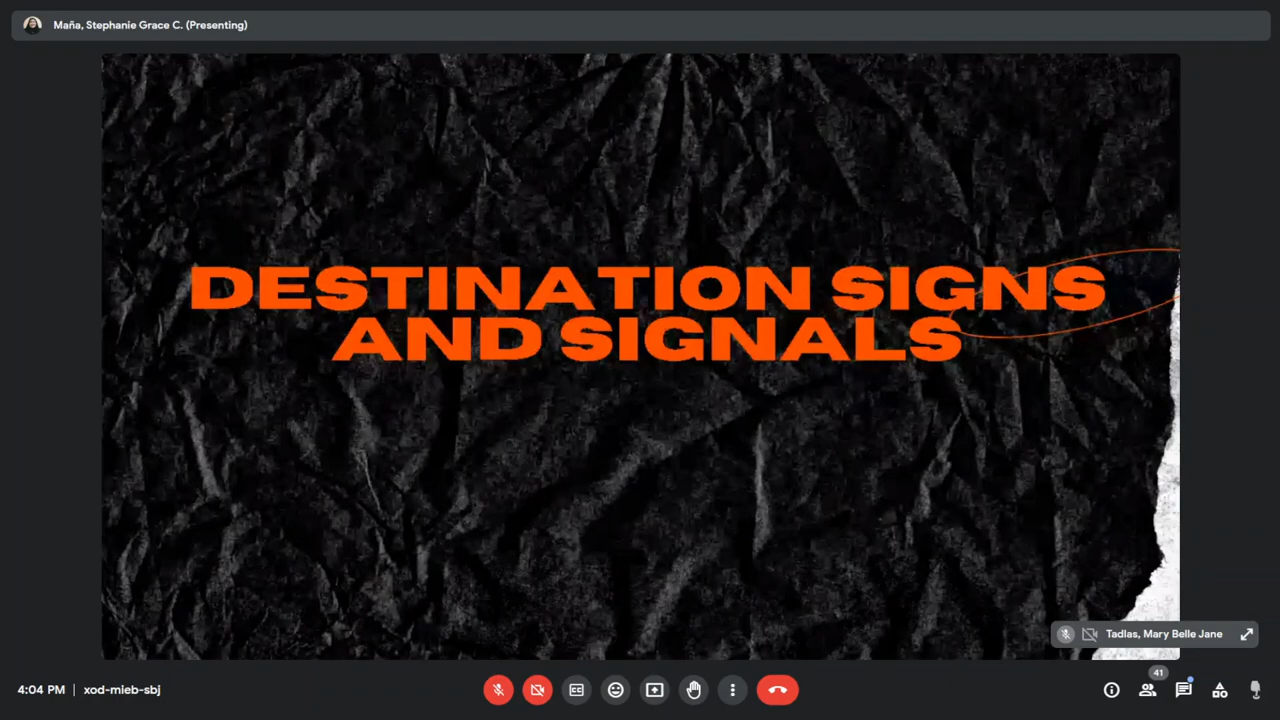 Maña, Stephanie Grace C. (Presenting)
DESTINATION SIGNS
AND SIGNALS
Tadlas, Mary Belle Jane
41
4:04 PM | xod-mieb-sbj
CC